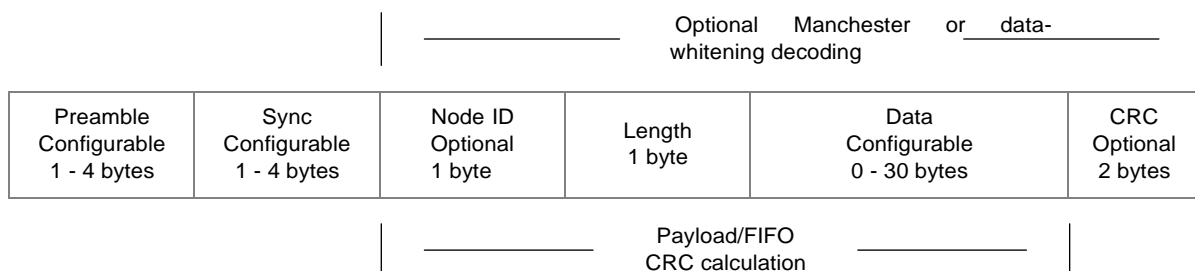 Optional Manchester or data-
whitening decoding
Preamble
Configurable
1 - 4 bytes
Sync
Configurable
1 - 4 bytes
Node ID
Optional
1 byte
Length
1 byte
Data
Configurable
0 - 30 bytes
CRC
Optional
2 bytes
Payload/FIFO
CRC calculation